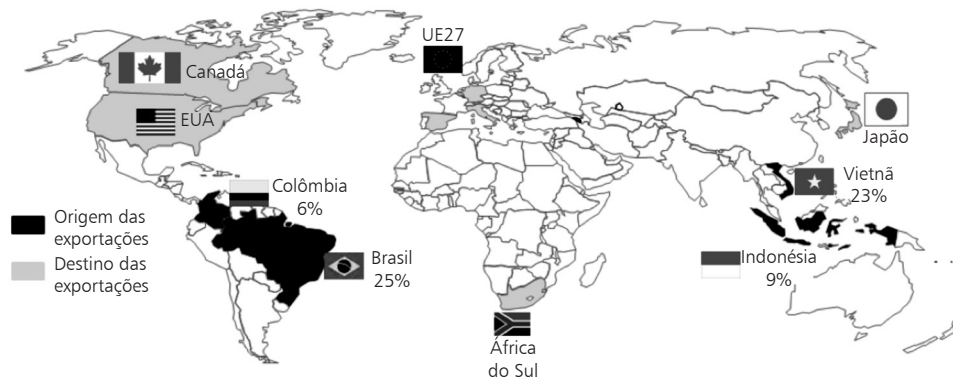 UE27
Canadá
EUA
Japão
Colômbia
6%
Vietnã
23%
Origem das
exportações
Destino das
exportações
Brasil
25%
Indonésia
9%
África
do Sul